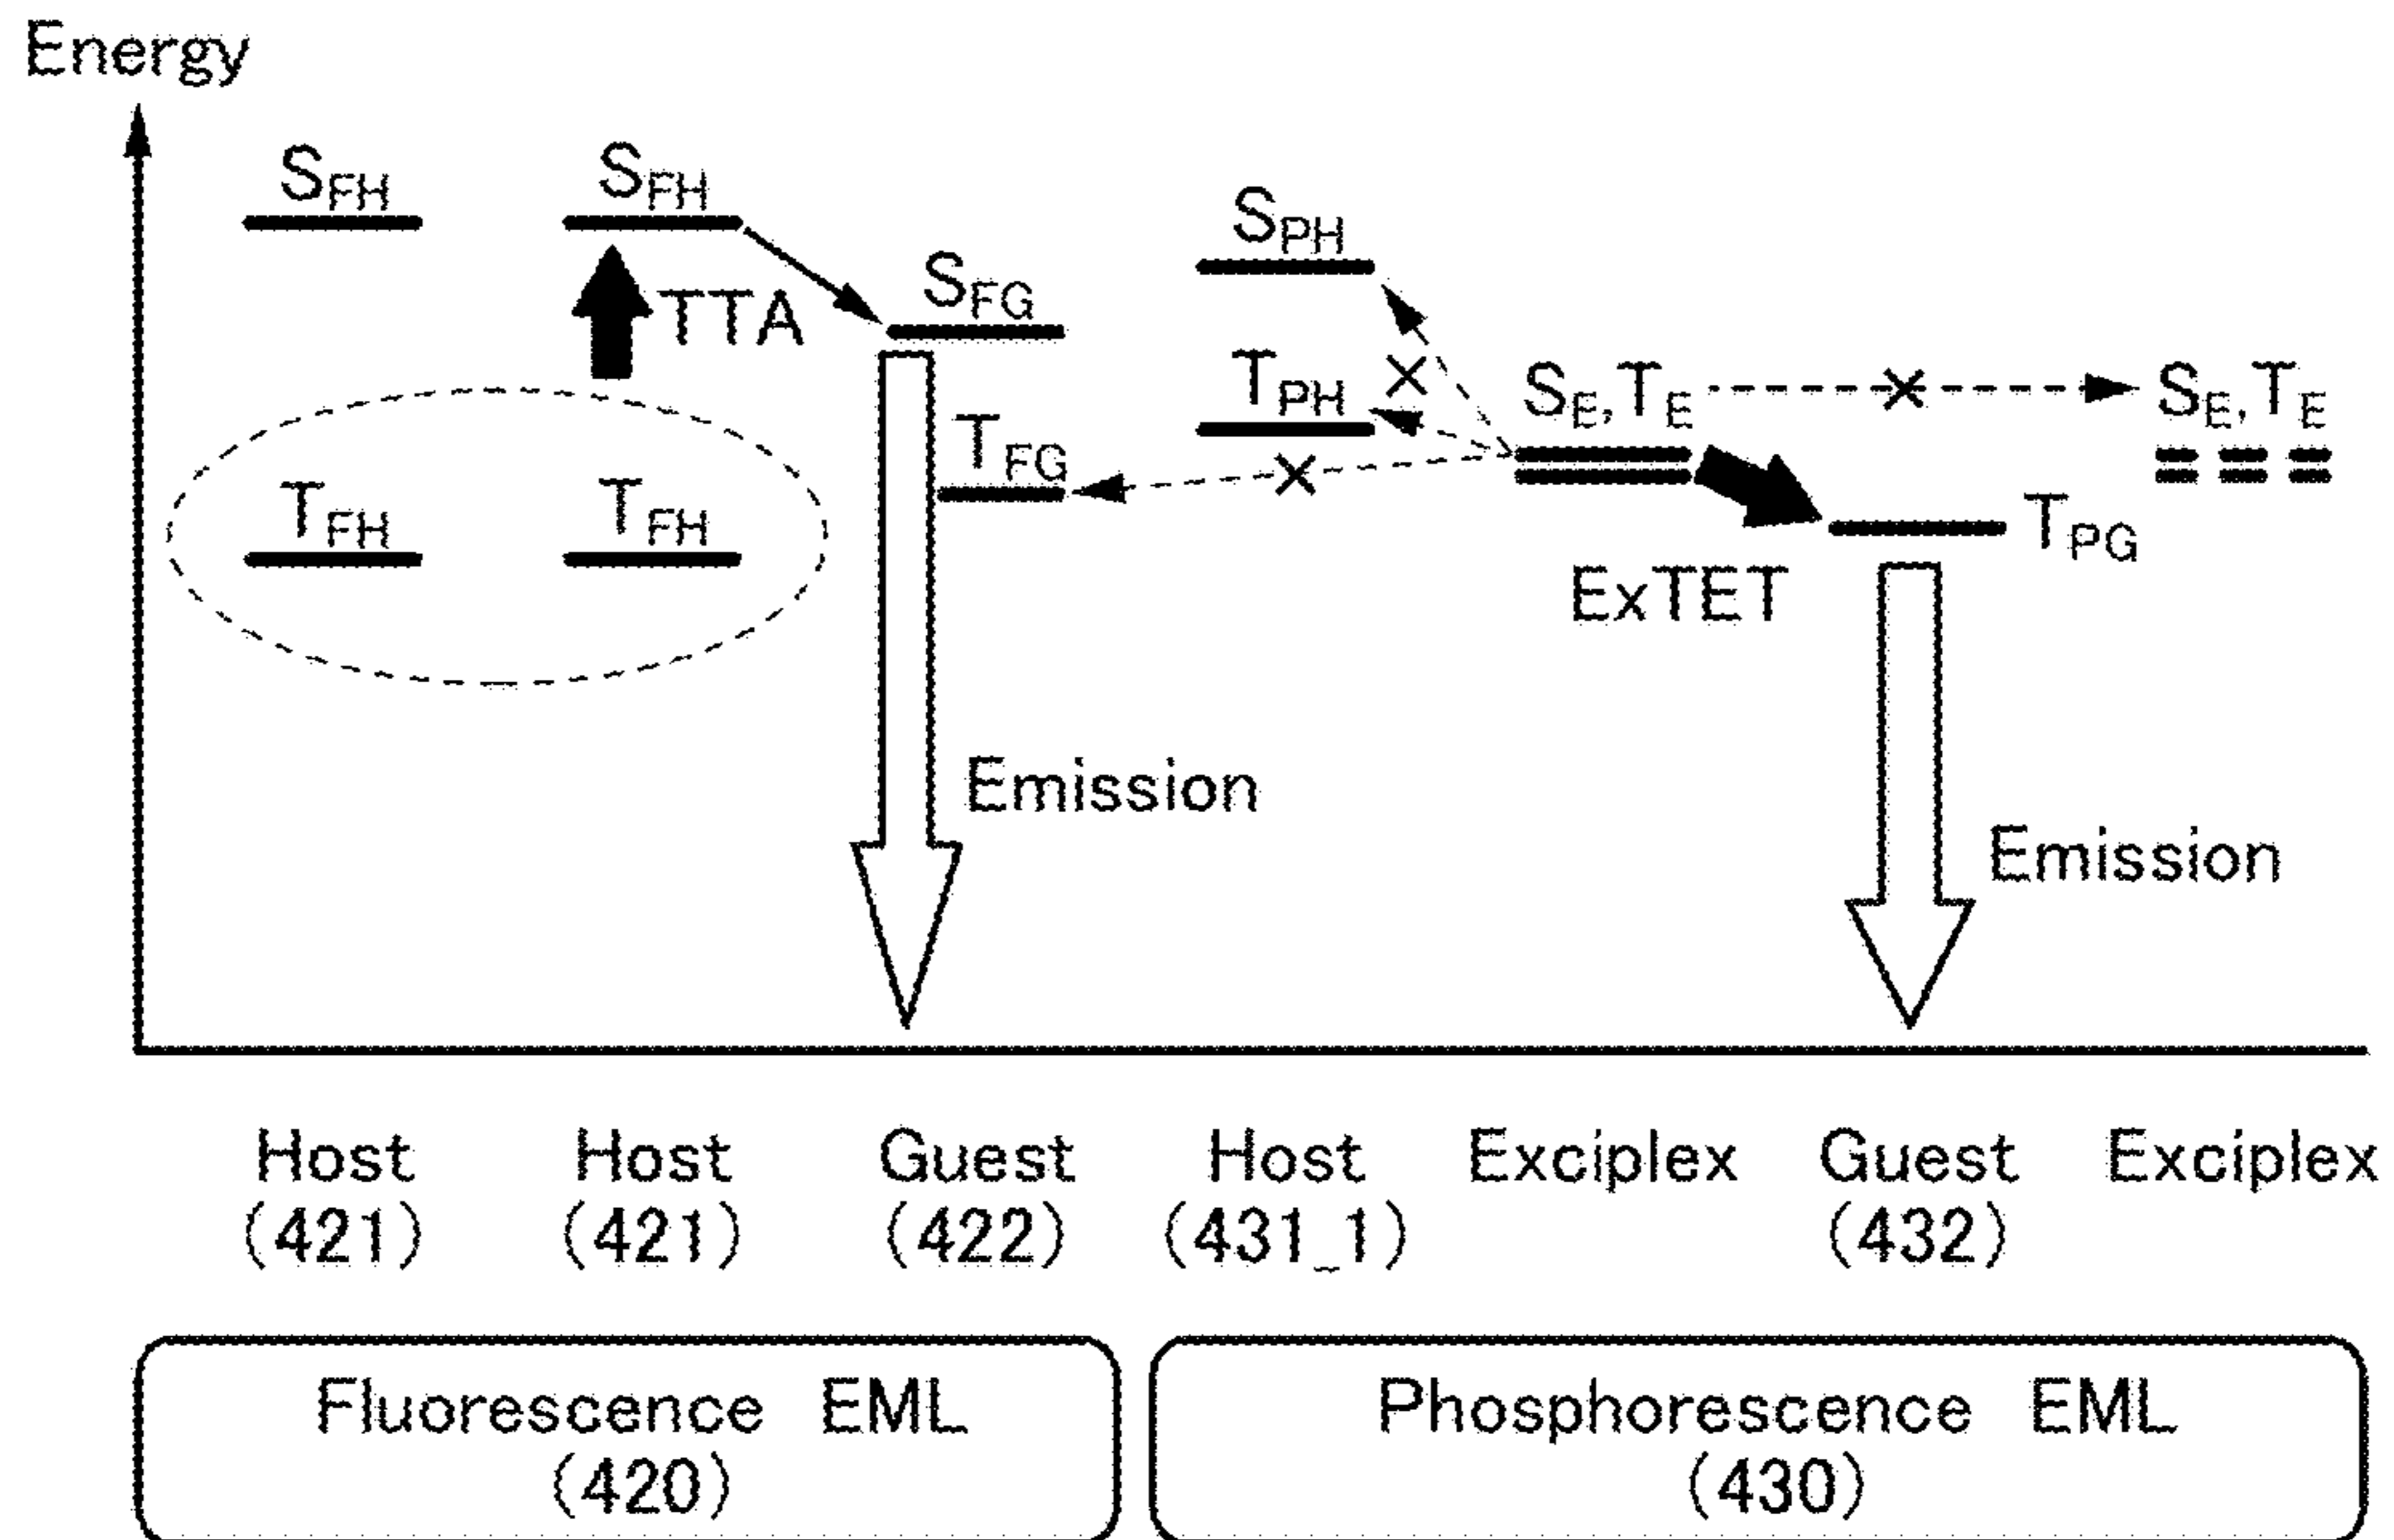 Energy
SFH
SFH
TTA
SFG
SPH
TPH
×
SE,TE
×
SE,TE
TFG
×
TFH
TFH
TPG
ExTET
Emission
Emission
Host
(421)
Host
(421)
Guest
(422)
Host
(431_1)
Exciplex
Guest
(432)
Exciplex
Fluorescence EML
(420)
Phosphorescence EML
(430)